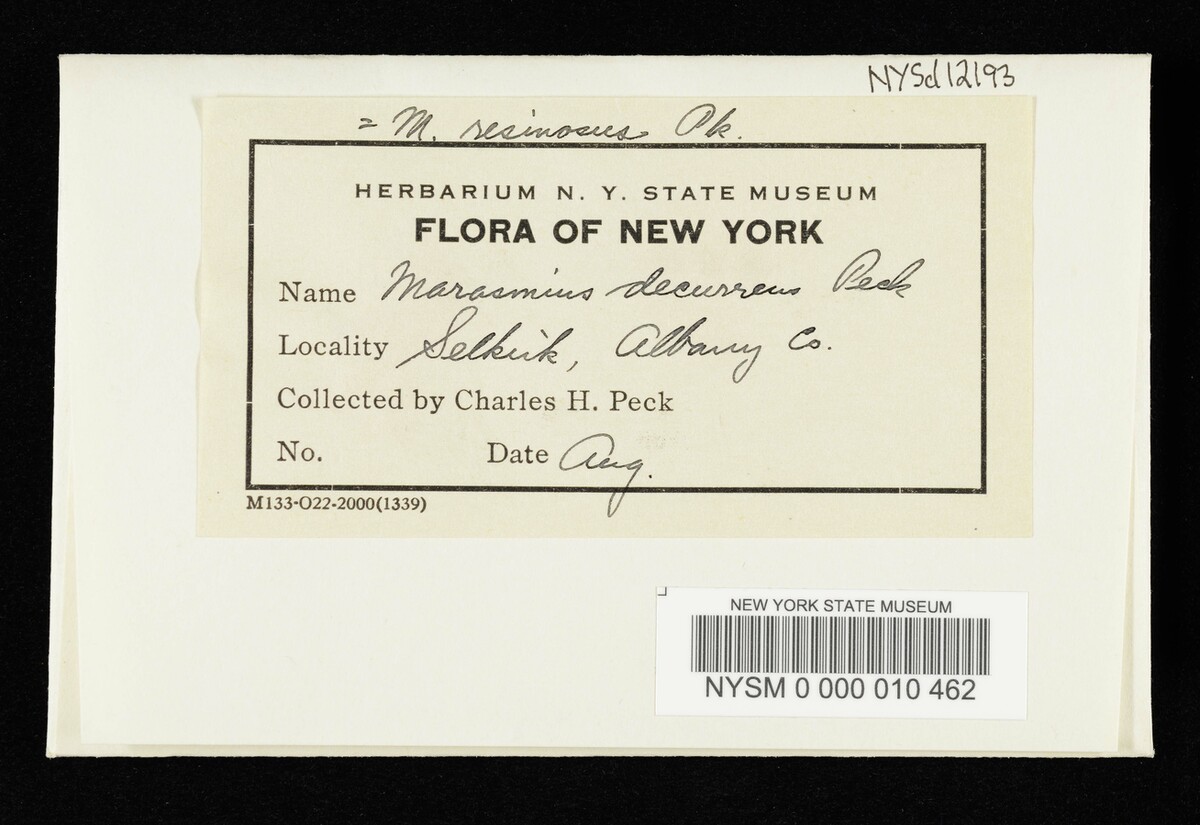 NYSd12193
= M. resinosus Pk.
HERBARIUM N. Y. STATE MUSEUM
FLORA OF NEW YORK
Name Marasmius decurrens Peck
Locality Selkirk, Albany Co.
Collected by Charles H. Peck
No. Date Aug.
M133-O22-2000(1339)
NEW YORK STATE MUSEUM
NYSM 0 000 010 462